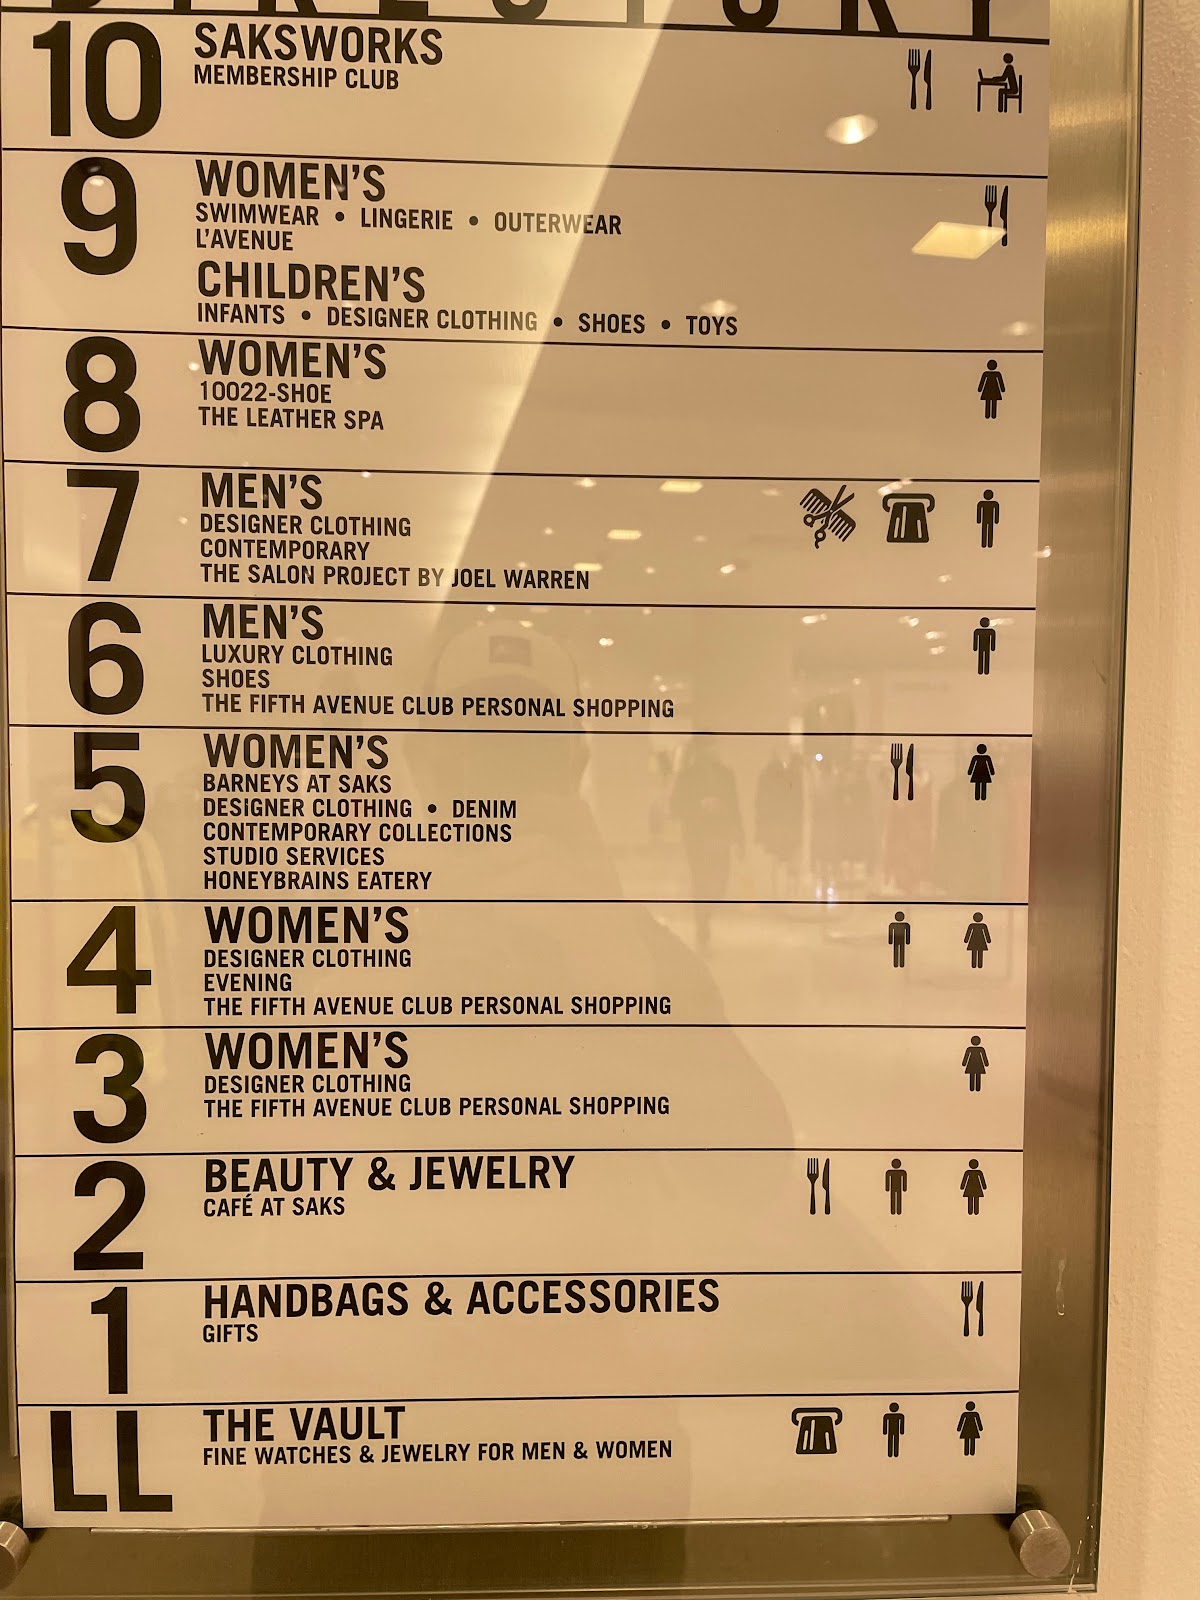 DIRECTORY
10
SAKSWORKS
MEMBERSHIP CLUB
9
WOMEN'S
SWIMWEAR • LINGERIE • OUTERWEAR
L'AVENUE
CHILDREN'S
INFANTS • DESIGNER CLOTHING • SHOES • TOYS
8
WOMEN'S
10022-SHOE
THE LEATHER SPA
7
MEN'S
DESIGNER CLOTHING
CONTEMPORARY
THE SALON PROJECT BY JOEL WARREN
6
MEN'S
LUXURY CLOTHING
SHOES
THE FIFTH AVENUE CLUB PERSONAL SHOPPING
5
WOMEN'S
BARNEYS AT SAKS
DESIGNER CLOTHING • DENIM
CONTEMPORARY COLLECTIONS
STUDIO SERVICES
HONEYBRAINS EATERY
4
WOMEN'S
DESIGNER CLOTHING
EVENING
THE FIFTH AVENUE CLUB PERSONAL SHOPPING
3
WOMEN'S
DESIGNER CLOTHING
THE FIFTH AVENUE CLUB PERSONAL SHOPPING
2
BEAUTY & JEWELRY
CAFÉ AT SAKS
1
HANDBAGS & ACCESSORIES
GIFTS
LL
THE VAULT
FINE WATCHES & JEWELRY FOR MEN & WOMEN